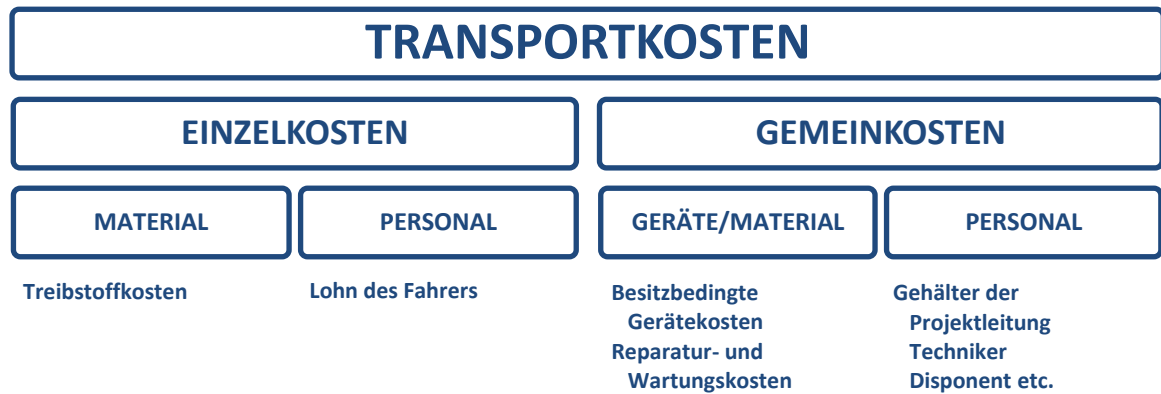 TRANSPORTKOSTEN
EINZELKOSTEN
GEMEINKOSTEN
MATERIAL
PERSONAL
GERÄTE/MATERIAL
PERSONAL
Treibstoffkosten
Lohn des Fahrers
Besitzbedingte
Gerätekosten
Reparatur- und
Wartungskosten
Gehälter der
Projektleitung
Techniker
Disponent etc.